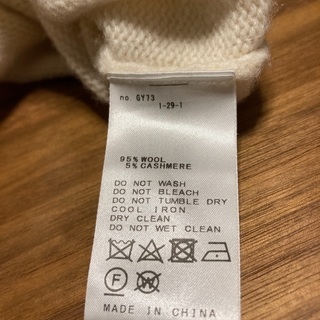 no. GY73
1-29-1
95% WOOL
5% CASHMERE
DO NOT WASH
DO NOT BLEACH
DO NOT TUMBLE DRY
COOL IRON
DRY CLEAN
DO NOT WET CLEAN
F W
MADE IN CHINA